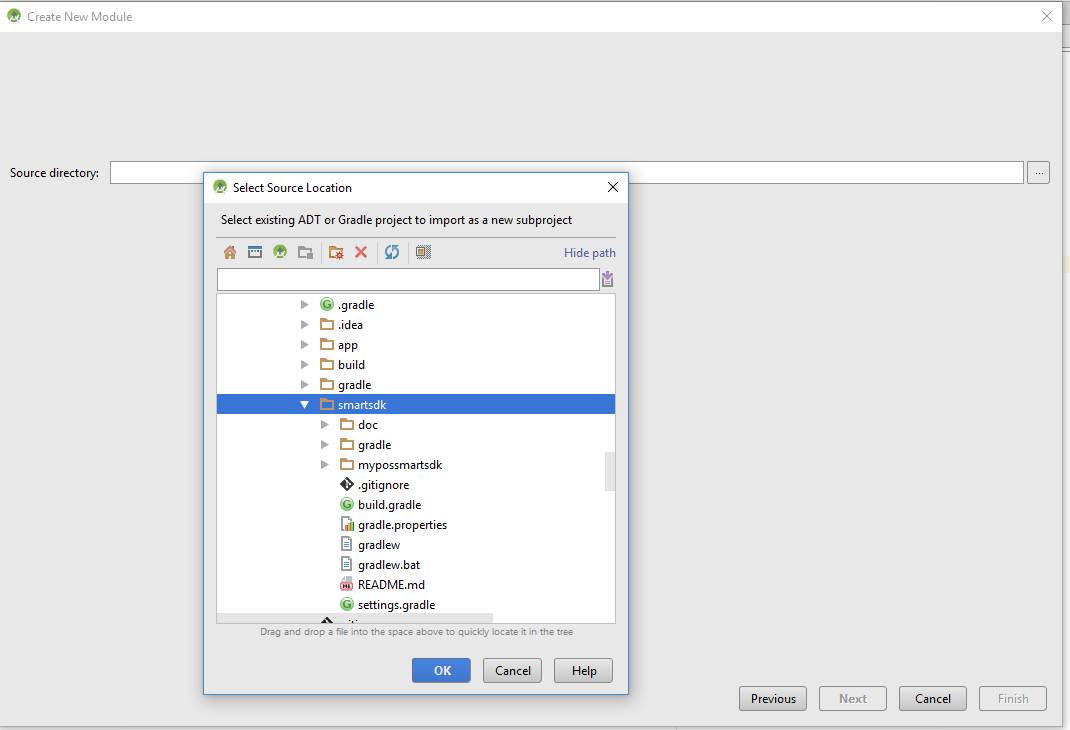 Create New Module
Source directory:
...
Select Source Location
Select existing ADT or Gradle project to import as a new subproject
Hide path
.gradle
.idea
app
build
gradle
smartsdk
doc
gradle
mypossmartsdk
.gitignore
build.gradle
gradle.properties
gradlew
gradlew.bat
README.md
settings.gradle
Drag and drop a file into the space above to quickly locate it in the tree
OK Cancel Help
Previous Next Cancel Finish